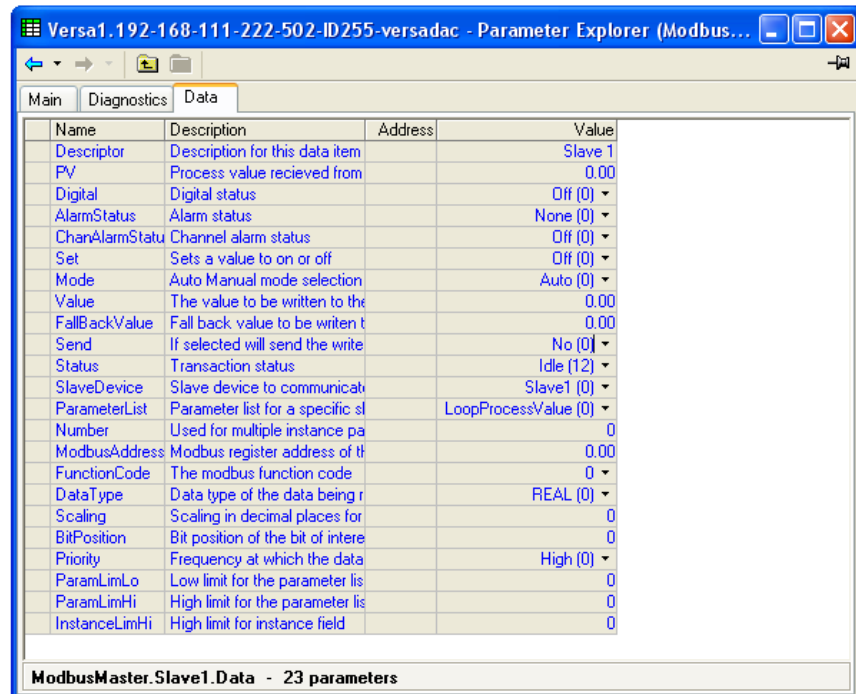 Versa1.192-168-111-222-502-ID255-versadac - Parameter Explorer (Modbus...
Main Diagnostics Data
Name Description Address Value
Descriptor Description for this data item Slave 1
PV Process value recieved from 0.00
Digital Digital status Off (0)
AlarmStatus Alarm status None (0)
ChanAlarmStatu Channel alarm status Off (0)
Set Sets a value to on or off Off (0)
Mode Auto Manual mode selection Auto (0)
Value The value to be written to the 0.00
FallBackValue Fall back value to be writen t 0.00
Send If selected will send the write No (0)
Status Transaction status Idle (12)
SlaveDevice Slave device to communicate Slave1 (0)
ParameterList Parameter list for a specific sl LoopProcessValue (0)
Number Used for multiple instance pa 0
ModbusAddress Modbus register address of th 0.00
FunctionCode The modbus function code 0
DataType Data type of the data being r REAL (0)
Scaling Scaling in decimal places for 0
BitPosition Bit position of the bit of intere 0
Priority Frequency at which the data High (0)
ParamLimLo Low limit for the parameter lis 0
ParamLimHi High limit for the parameter lis 0
InstanceLimHi High limit for instance field 0
ModbusMaster.Slave1.Data - 23 parameters